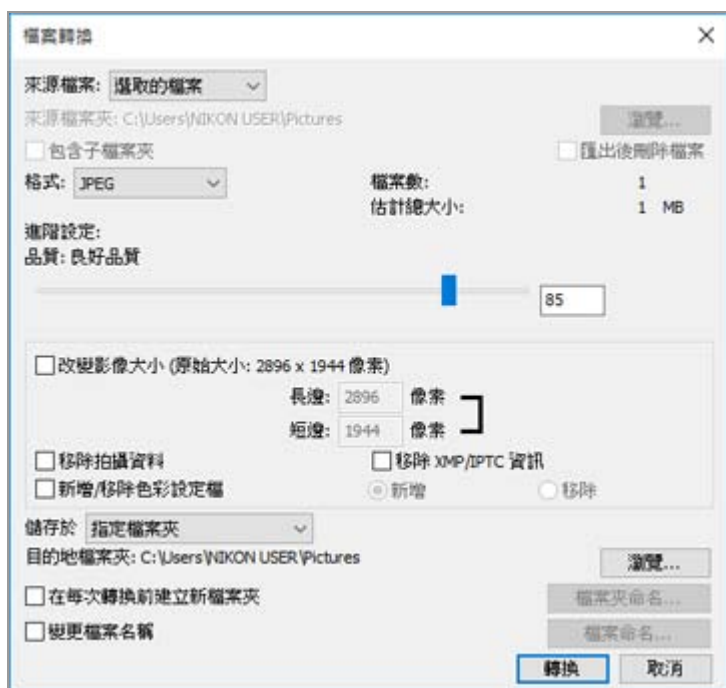 檔案轉換
來源檔案: 選取的檔案
來源檔案夾: C:\Users\NIKON USER\Pictures 瀏覽...
包含子檔案夾 匯出後刪除檔案
格式: JPEG 檔案數: 1
估計總大小: 1 MB
進階設定:
品質: 良好品質
85
改變影像大小 (原始大小: 2896 x 1944 像素)
長邊: 2896 像素
短邊: 1944 像素
移除拍攝資料 移除 XMP/IPTC 資訊
新增/移除色彩設定檔 新增 移除
儲存於 指定檔案夾
目的地檔案夾: C:\Users\NIKON USER\Pictures 瀏覽...
在每次轉換前建立新檔案夾 檔案夾命名...
變更檔案名稱 檔案命名...
轉換 取消